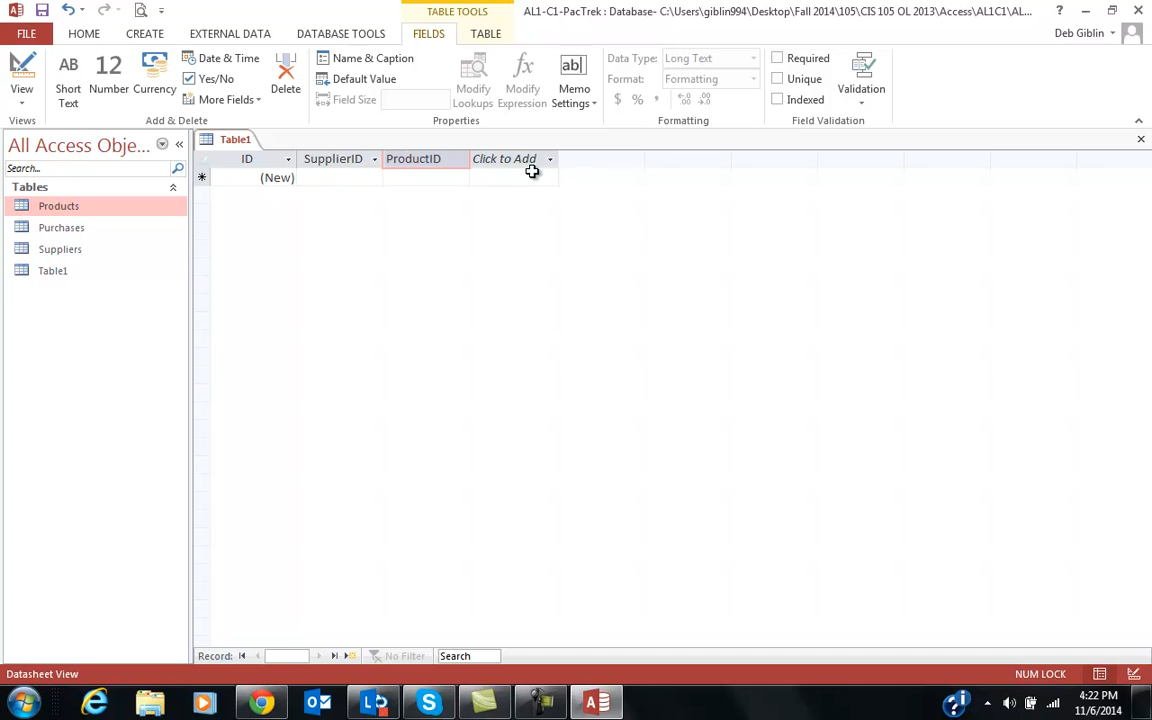 TABLE TOOLS
AL1-C1-PacTrek : Database- C:\Users\giblin994\Desktop\Fall 2014\105\CIS 105 OL 2013\Access\AL1C1\AL...
?
FILE HOME CREATE EXTERNAL DATA DATABASE TOOLS FIELDS TABLE Deb Giblin
View
AB Short Text
12 Number
Currency
Date & Time
Yes/No
More Fields
Delete
Name & Caption
Default Value
Field Size
Modify Lookups
fx Modify Expression
ab| Memo Settings
Data Type: Long Text
Format: Formatting
$ % , ←.0 .00 .00 →.0
Required
Unique
Indexed
Validation
Views Add & Delete Properties Formatting Field Validation
All Access Obje... «
Search...
Tables
Products
Purchases
Suppliers
Table1
Table1
ID SupplierID ProductID Click to Add
* (New)
Record: No Filter Search
Datasheet View NUM LOCK
4:22 PM
11/6/2014